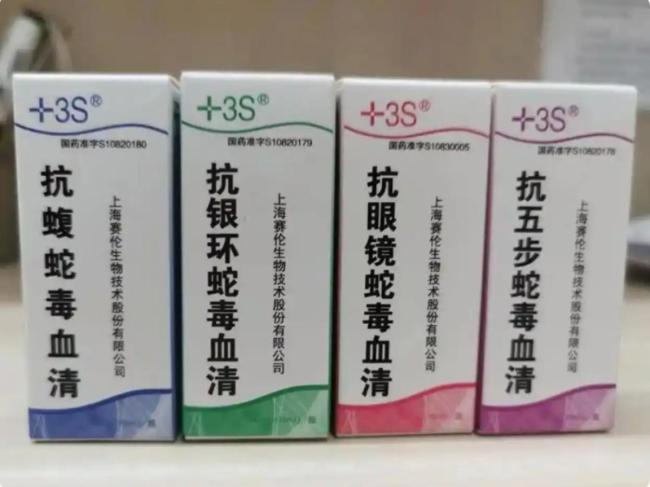 +3S®
国药准字S10820180
抗蝮蛇毒血清
上海赛伦生物技术股份有限公司
+3S®
国药准字S10820179
抗银环蛇毒血清
上海赛伦生物技术股份有限公司
+3S®
国药准字S10830005
抗眼镜蛇毒血清
上海赛伦生物技术股份有限公司
+3S®
国药准字S10820178
抗五步蛇毒血清
上海赛伦生物技术股份有限公司